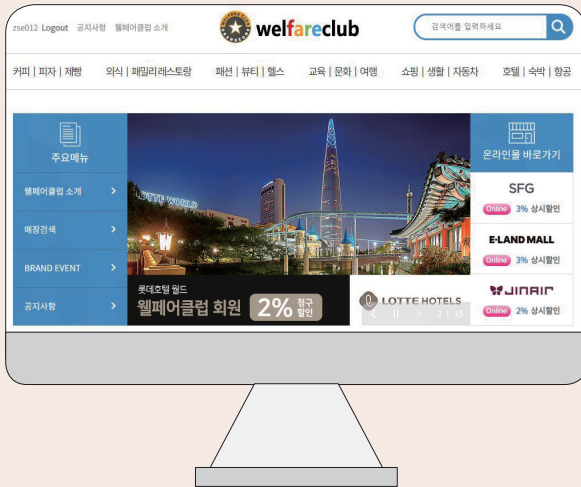 zse012 Logout 공지사항 웰페어클럽 소개
welfareclub
검색어를 입력하세요
커피 | 피자 | 제빵 외식 | 패밀리레스토랑 패션 | 뷰티 | 헬스 교육 | 문화 | 여행 쇼핑 | 생활 | 자동차 호텔 | 숙박 | 항공
주요메뉴
웰페어클럽 소개
매장검색
BRAND EVENT
공지사항
LOTTE WORLD
롯데호텔 월드
웰페어클럽 회원 2% 청구
할인
LOTTE HOTELS
3 | 15
온라인몰 바로가기
SFG
Online 3% 상시할인
E·LAND MALL
Online 3% 상시할인
JINAIR
Online 2% 상시할인